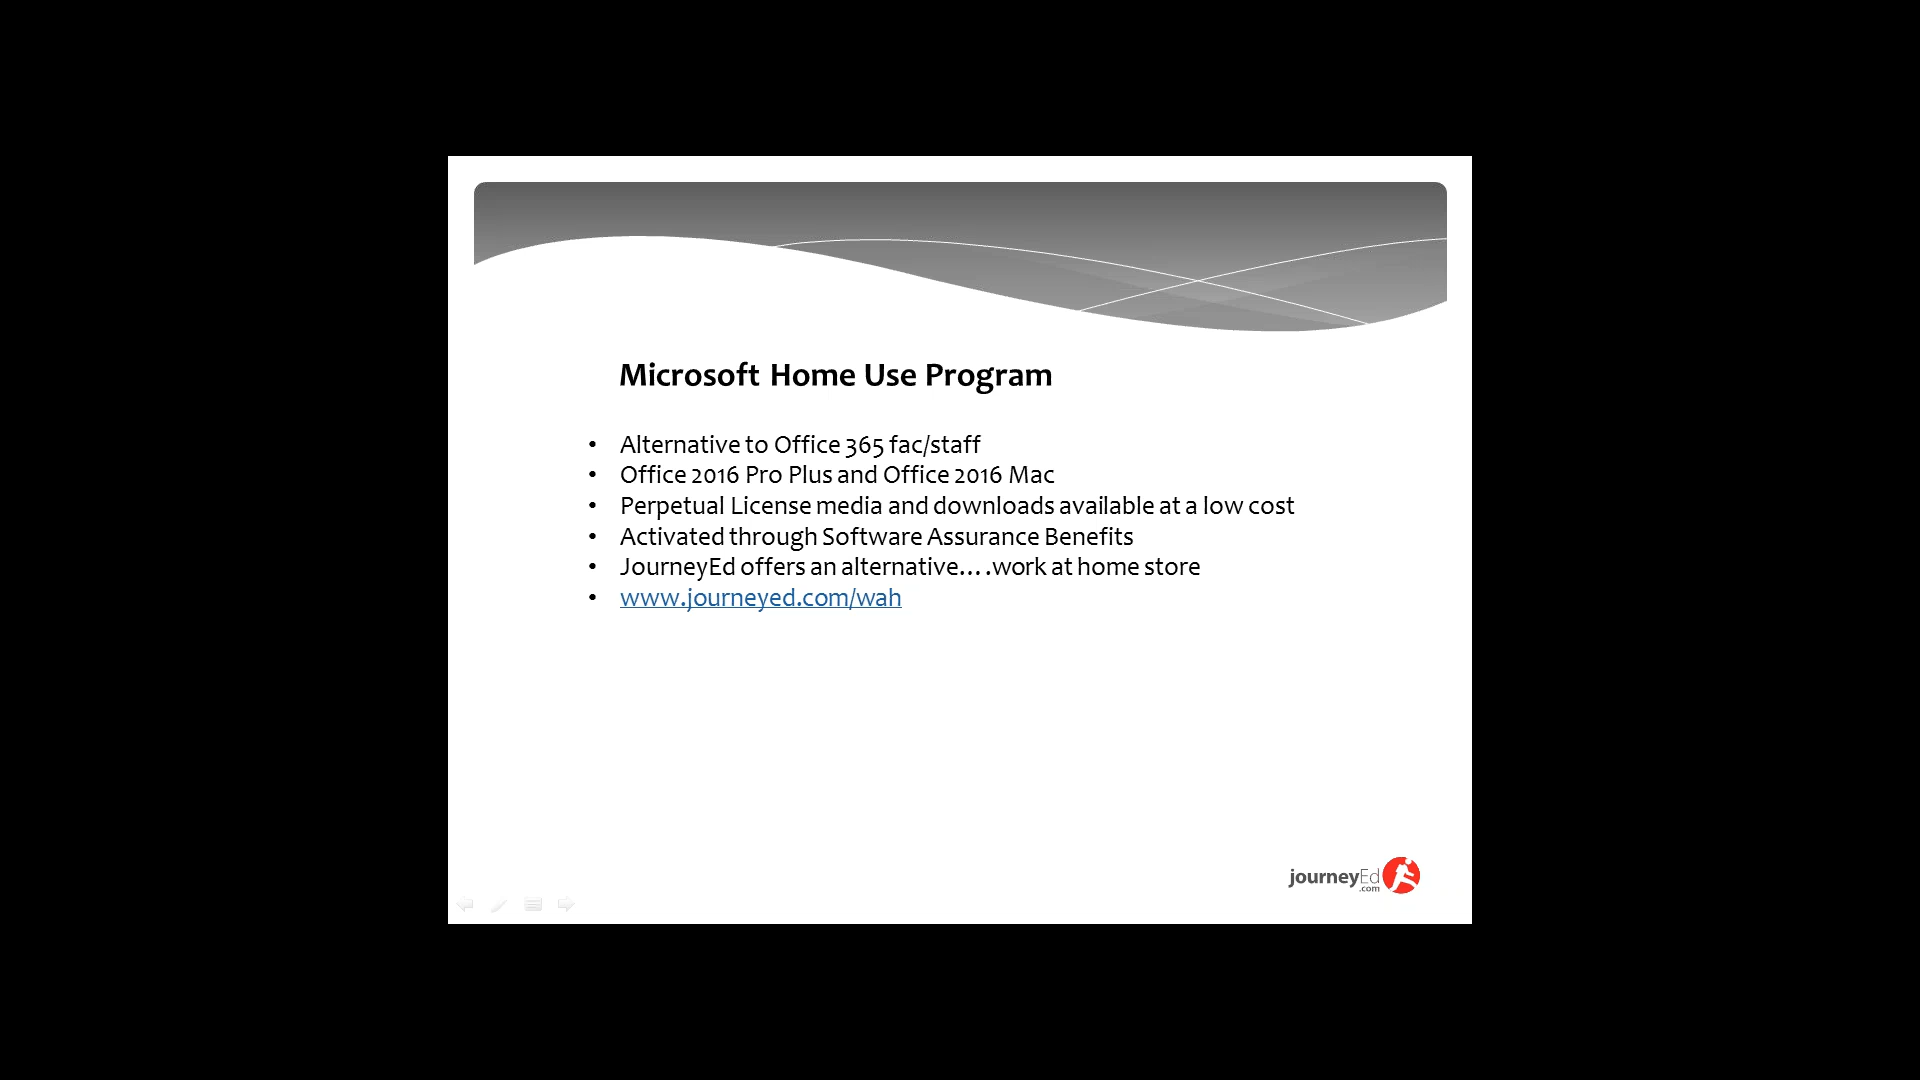 Microsoft Home Use Program
• Alternative to Office 365 fac/staff
• Office 2016 Pro Plus and Office 2016 Mac
• Perpetual License media and downloads available at a low cost
• Activated through Software Assurance Benefits
• JourneyEd offers an alternative….work at home store
• www.journeyed.com/wah
journeyEd
.com